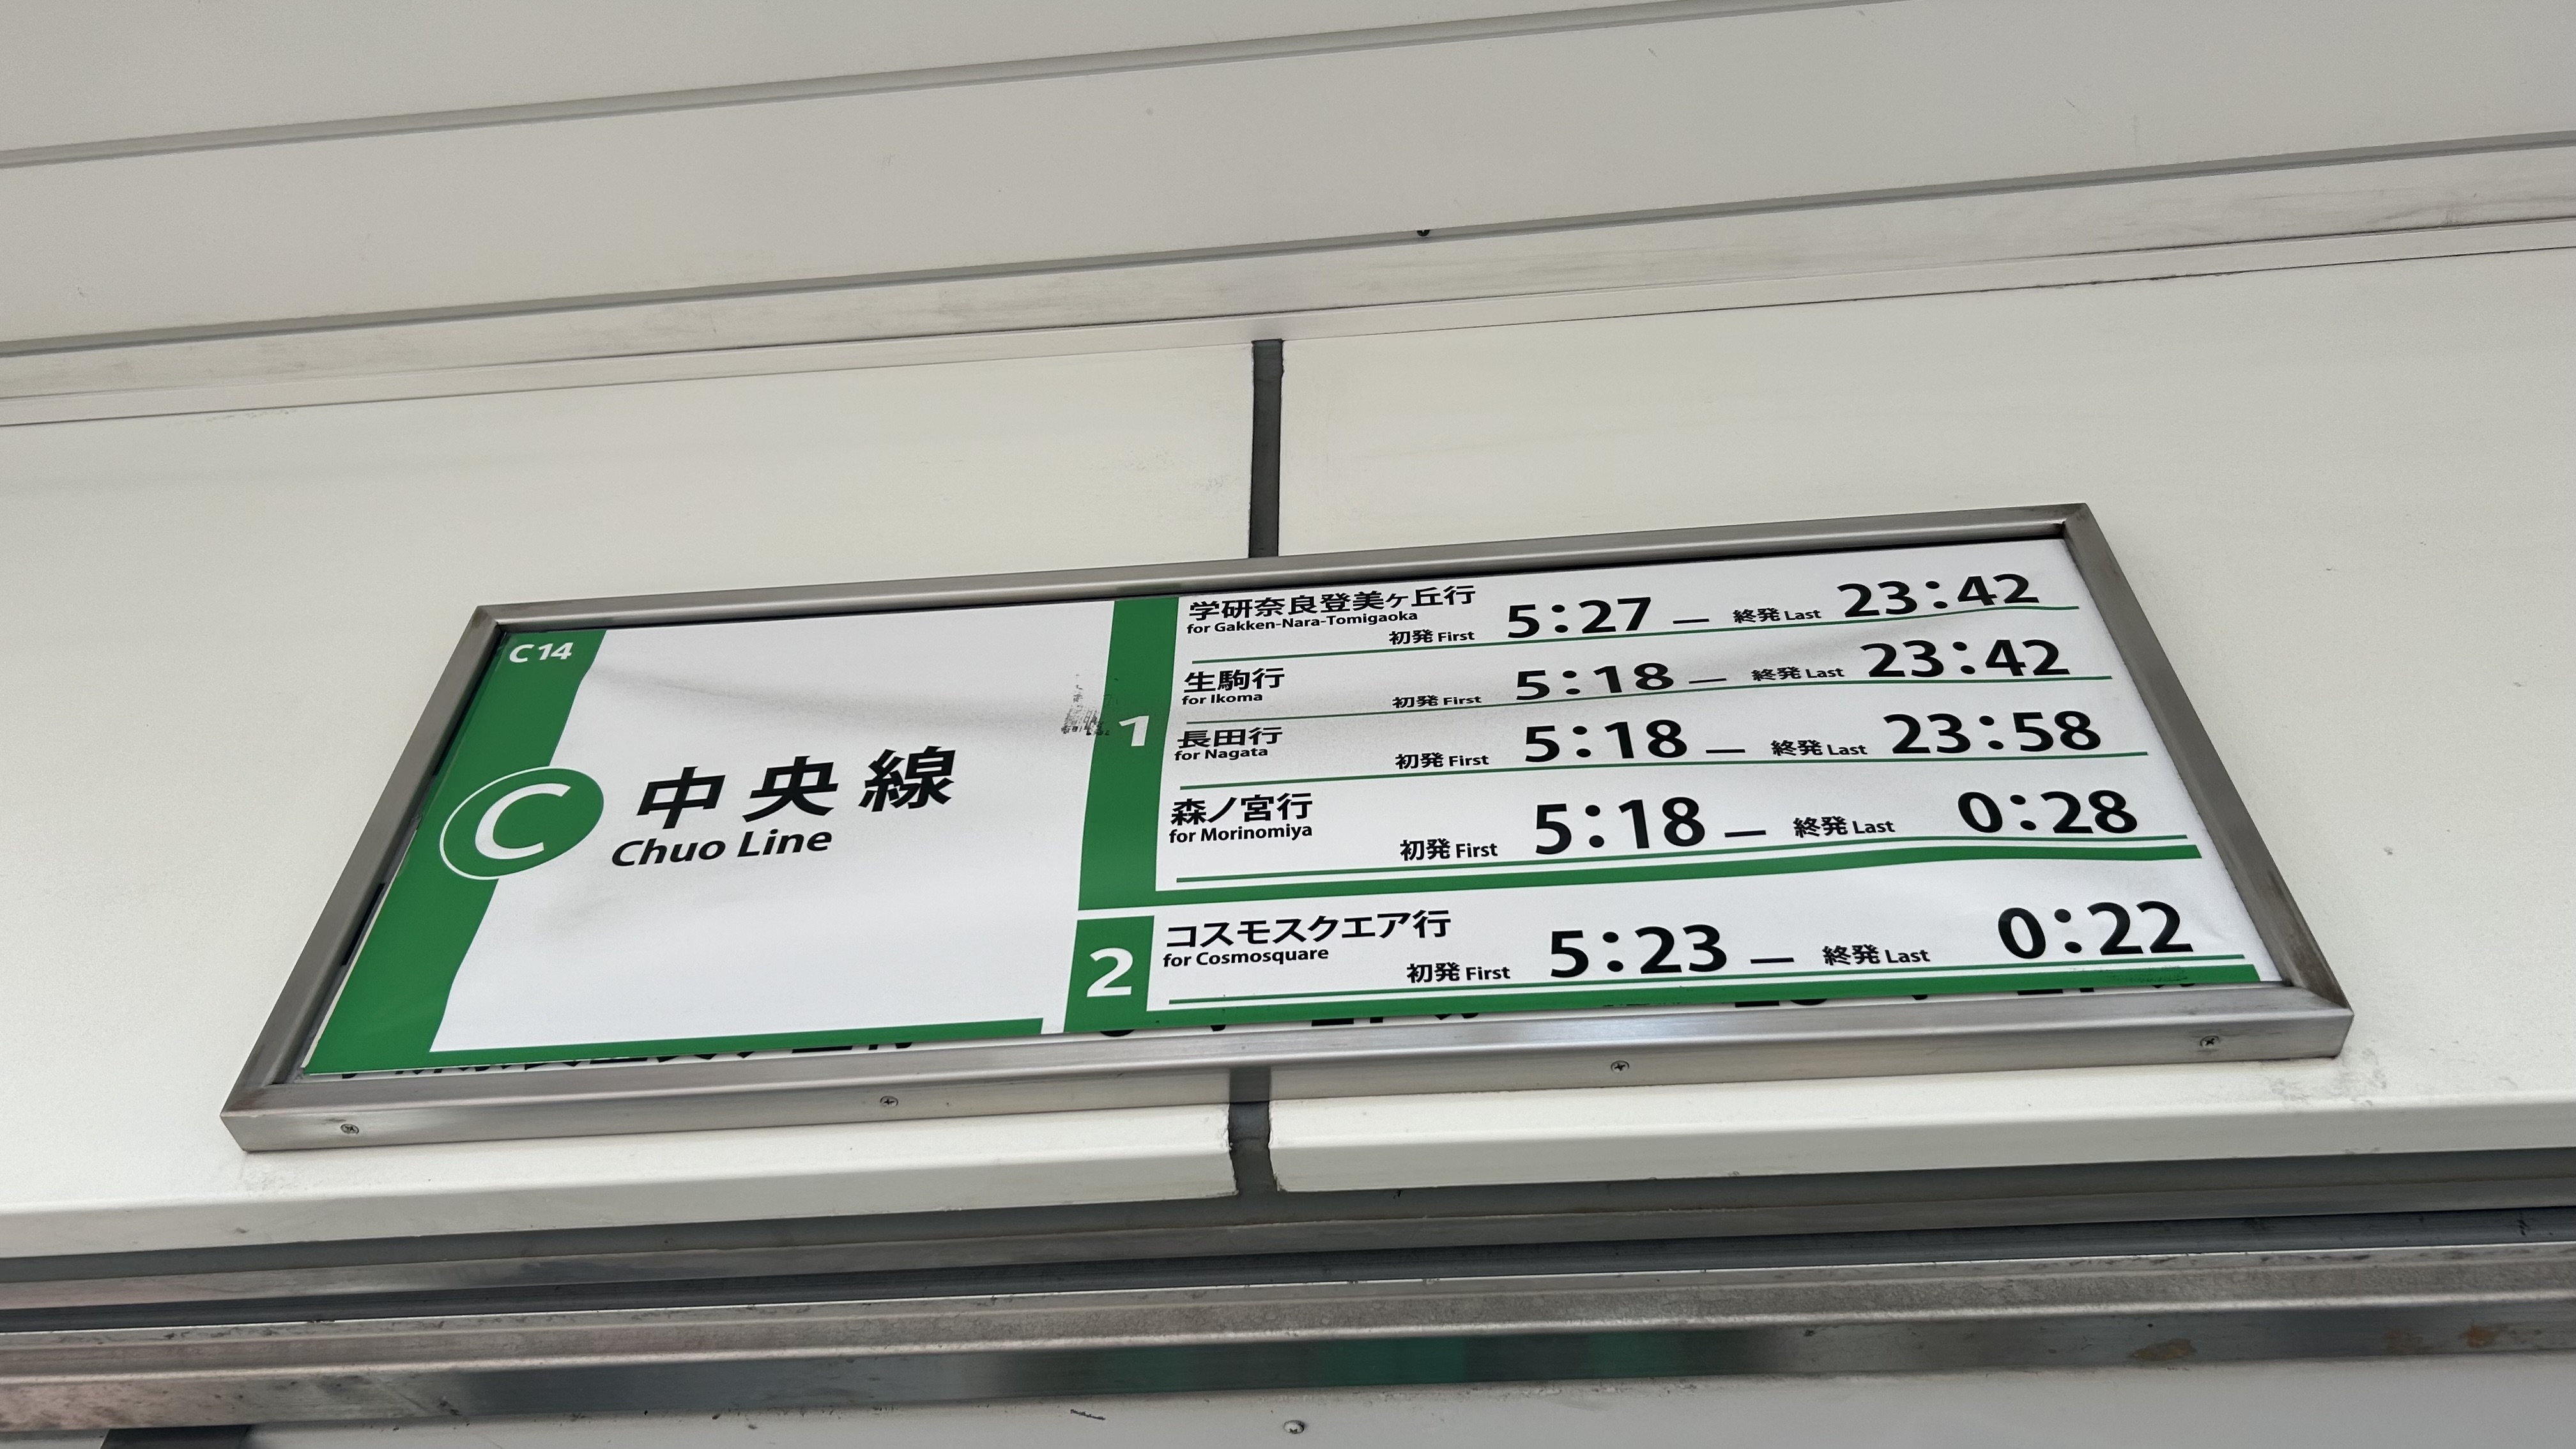 C14
C
中央線
Chuo Line
1
学研奈良登美ヶ丘行
for Gakken-Nara-Tomigaoka
初発 First 5:27 — 終発 Last 23:42
生駒行
for Ikoma
初発 First 5:18 — 終発 Last 23:42
長田行
for Nagata
初発 First 5:18 — 終発 Last 23:58
森ノ宮行
for Morinomiya
初発 First 5:18 — 終発 Last 0:28
2
コスモスクエア行
for Cosmosquare
初発 First 5:23 — 終発 Last 0:22